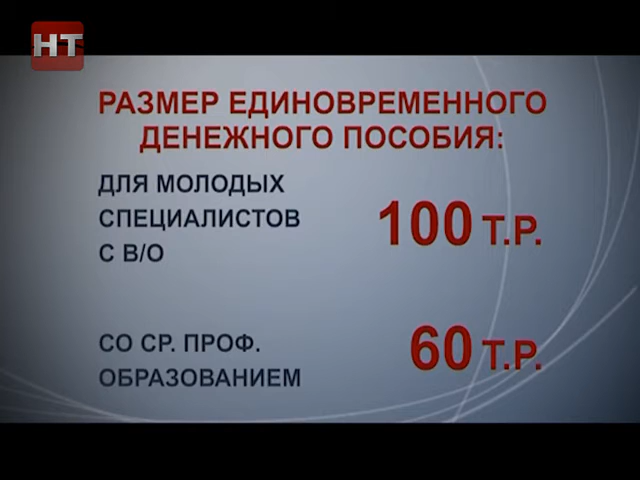 НТ
РАЗМЕР ЕДИНОВРЕМЕННОГО
ДЕНЕЖНОГО ПОСОБИЯ:
ДЛЯ МОЛОДЫХ
СПЕЦИАЛИСТОВ
С В/О
100 Т.Р.
СО СР. ПРОФ.
ОБРАЗОВАНИЕМ
60 Т.Р.